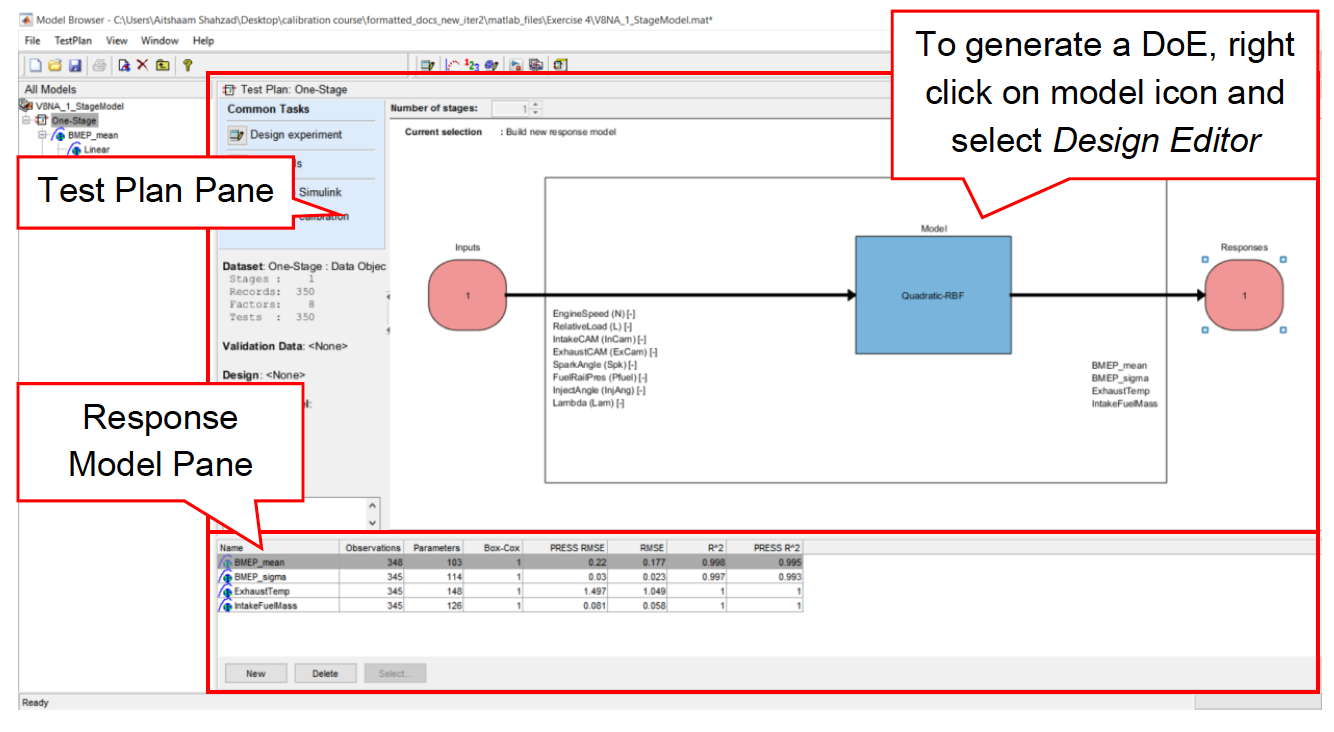 Model Browser - C:\Users\Aitshaam Shahzad\Desktop\calibration course\formatted_docs_new_iter2\matlab_files\Exercise 4\V8NA_1_StageModel.mat*
File TestPlan View Window Help
To generate a DoE, right
click on model icon and
select Design Editor
All Models
V8NA_1_StageModel
One-Stage
BMEP_mean
Linear
Test Plan: One-Stage
Common Tasks
Design experiment
s
Simulink
calibration
Number of stages: 1
Current selection : Build new response model
Test Plan Pane
Inputs
1
EngineSpeed (N) [-]
RelativeLoad (L) [-]
IntakeCAM (InCam) [-]
ExhaustCAM (ExCam) [-]
SparkAngle (Spk) [-]
FuelRailPres (Pfuel) [-]
InjectAngle (InjAng) [-]
Lambda (Lam) [-]
Model
Quadratic-RBF
Responses
1
BMEP_mean
BMEP_sigma
ExhaustTemp
IntakeFuelMass
Dataset: One-Stage : Data Objec
Stages : 1
Records: 350
Factors: 8
Tests : 350
Validation Data: <None>
Design: <None>
l:
Response
Model Pane
Name Observations Parameters Box-Cox PRESS RMSE RMSE R^2 PRESS R^2
BMEP_mean 348 103 1 0.22 0.177 0.998 0.995
BMEP_sigma 345 114 1 0.03 0.023 0.997 0.993
ExhaustTemp 345 148 1 1.497 1.049 1 1
IntakeFuelMass 345 126 1 0.081 0.058 1 1
New Delete Select...
Ready